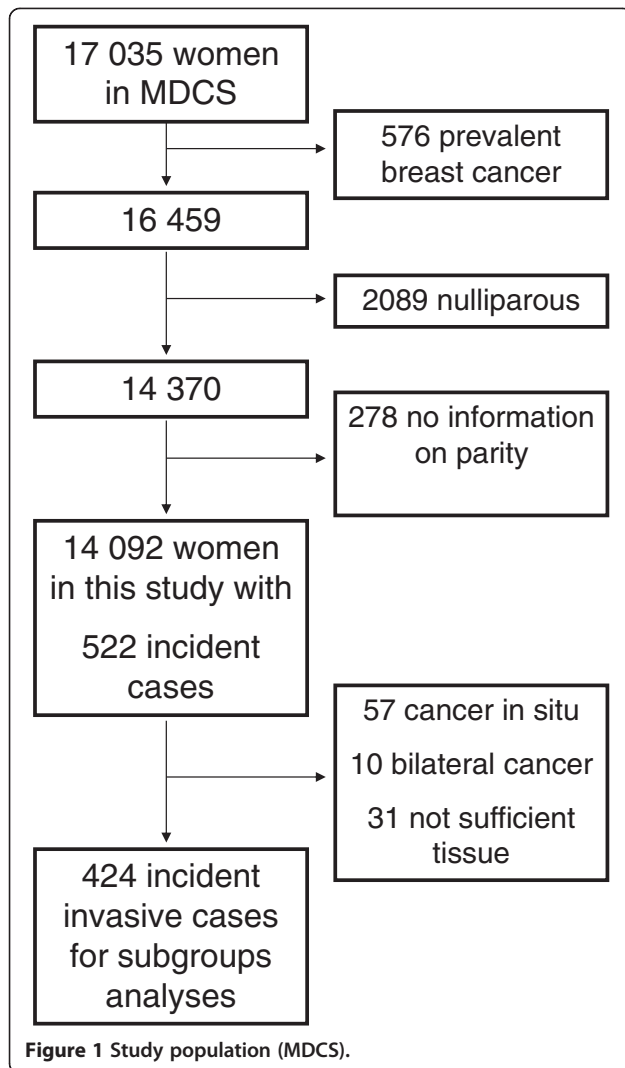 17 035 women
in MDCS
576 prevalent
breast cancer
16 459
2089 nulliparous
14 370
278 no information
on parity
14 092 women
in this study with
522 incident
cases
57 cancer in situ
10 bilateral cancer
31 not sufficient
tissue
424 incident
invasive cases
for subgroups
analyses
Figure 1 Study population (MDCS).